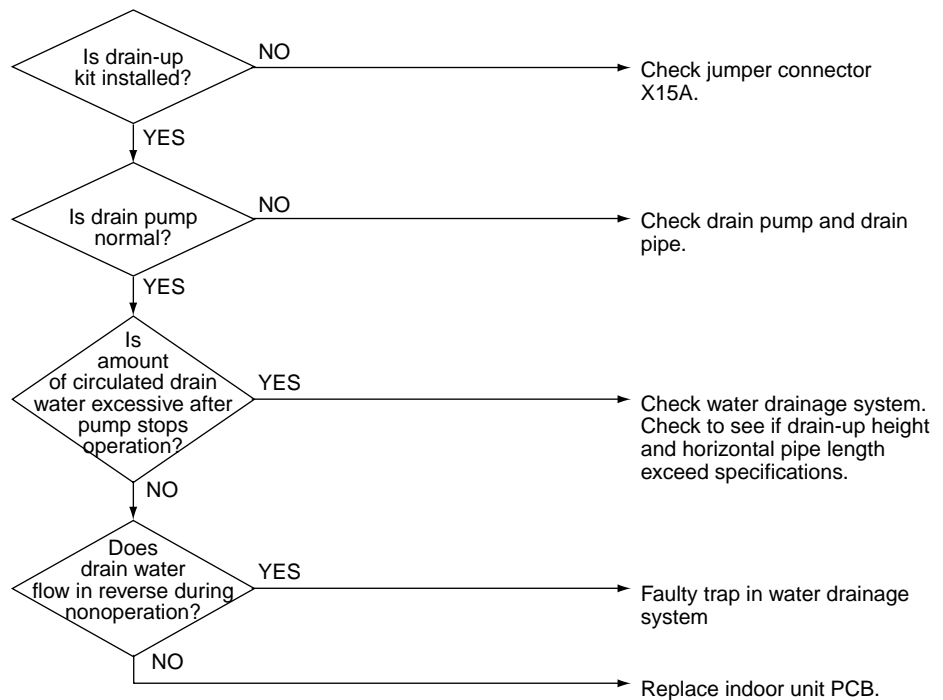 Is drain-up
kit installed?
NO
Check jumper connector
X15A.
YES
Is drain pump
normal?
NO
Check drain pump and drain
pipe.
YES
Is
amount
of circulated drain
water excessive after
pump stops
operation?
YES
Check water drainage system.
Check to see if drain-up height
and horizontal pipe length
exceed specifications.
NO
Does
drain water
flow in reverse during
nonoperation?
YES
Faulty trap in water drainage
system
NO
Replace indoor unit PCB.